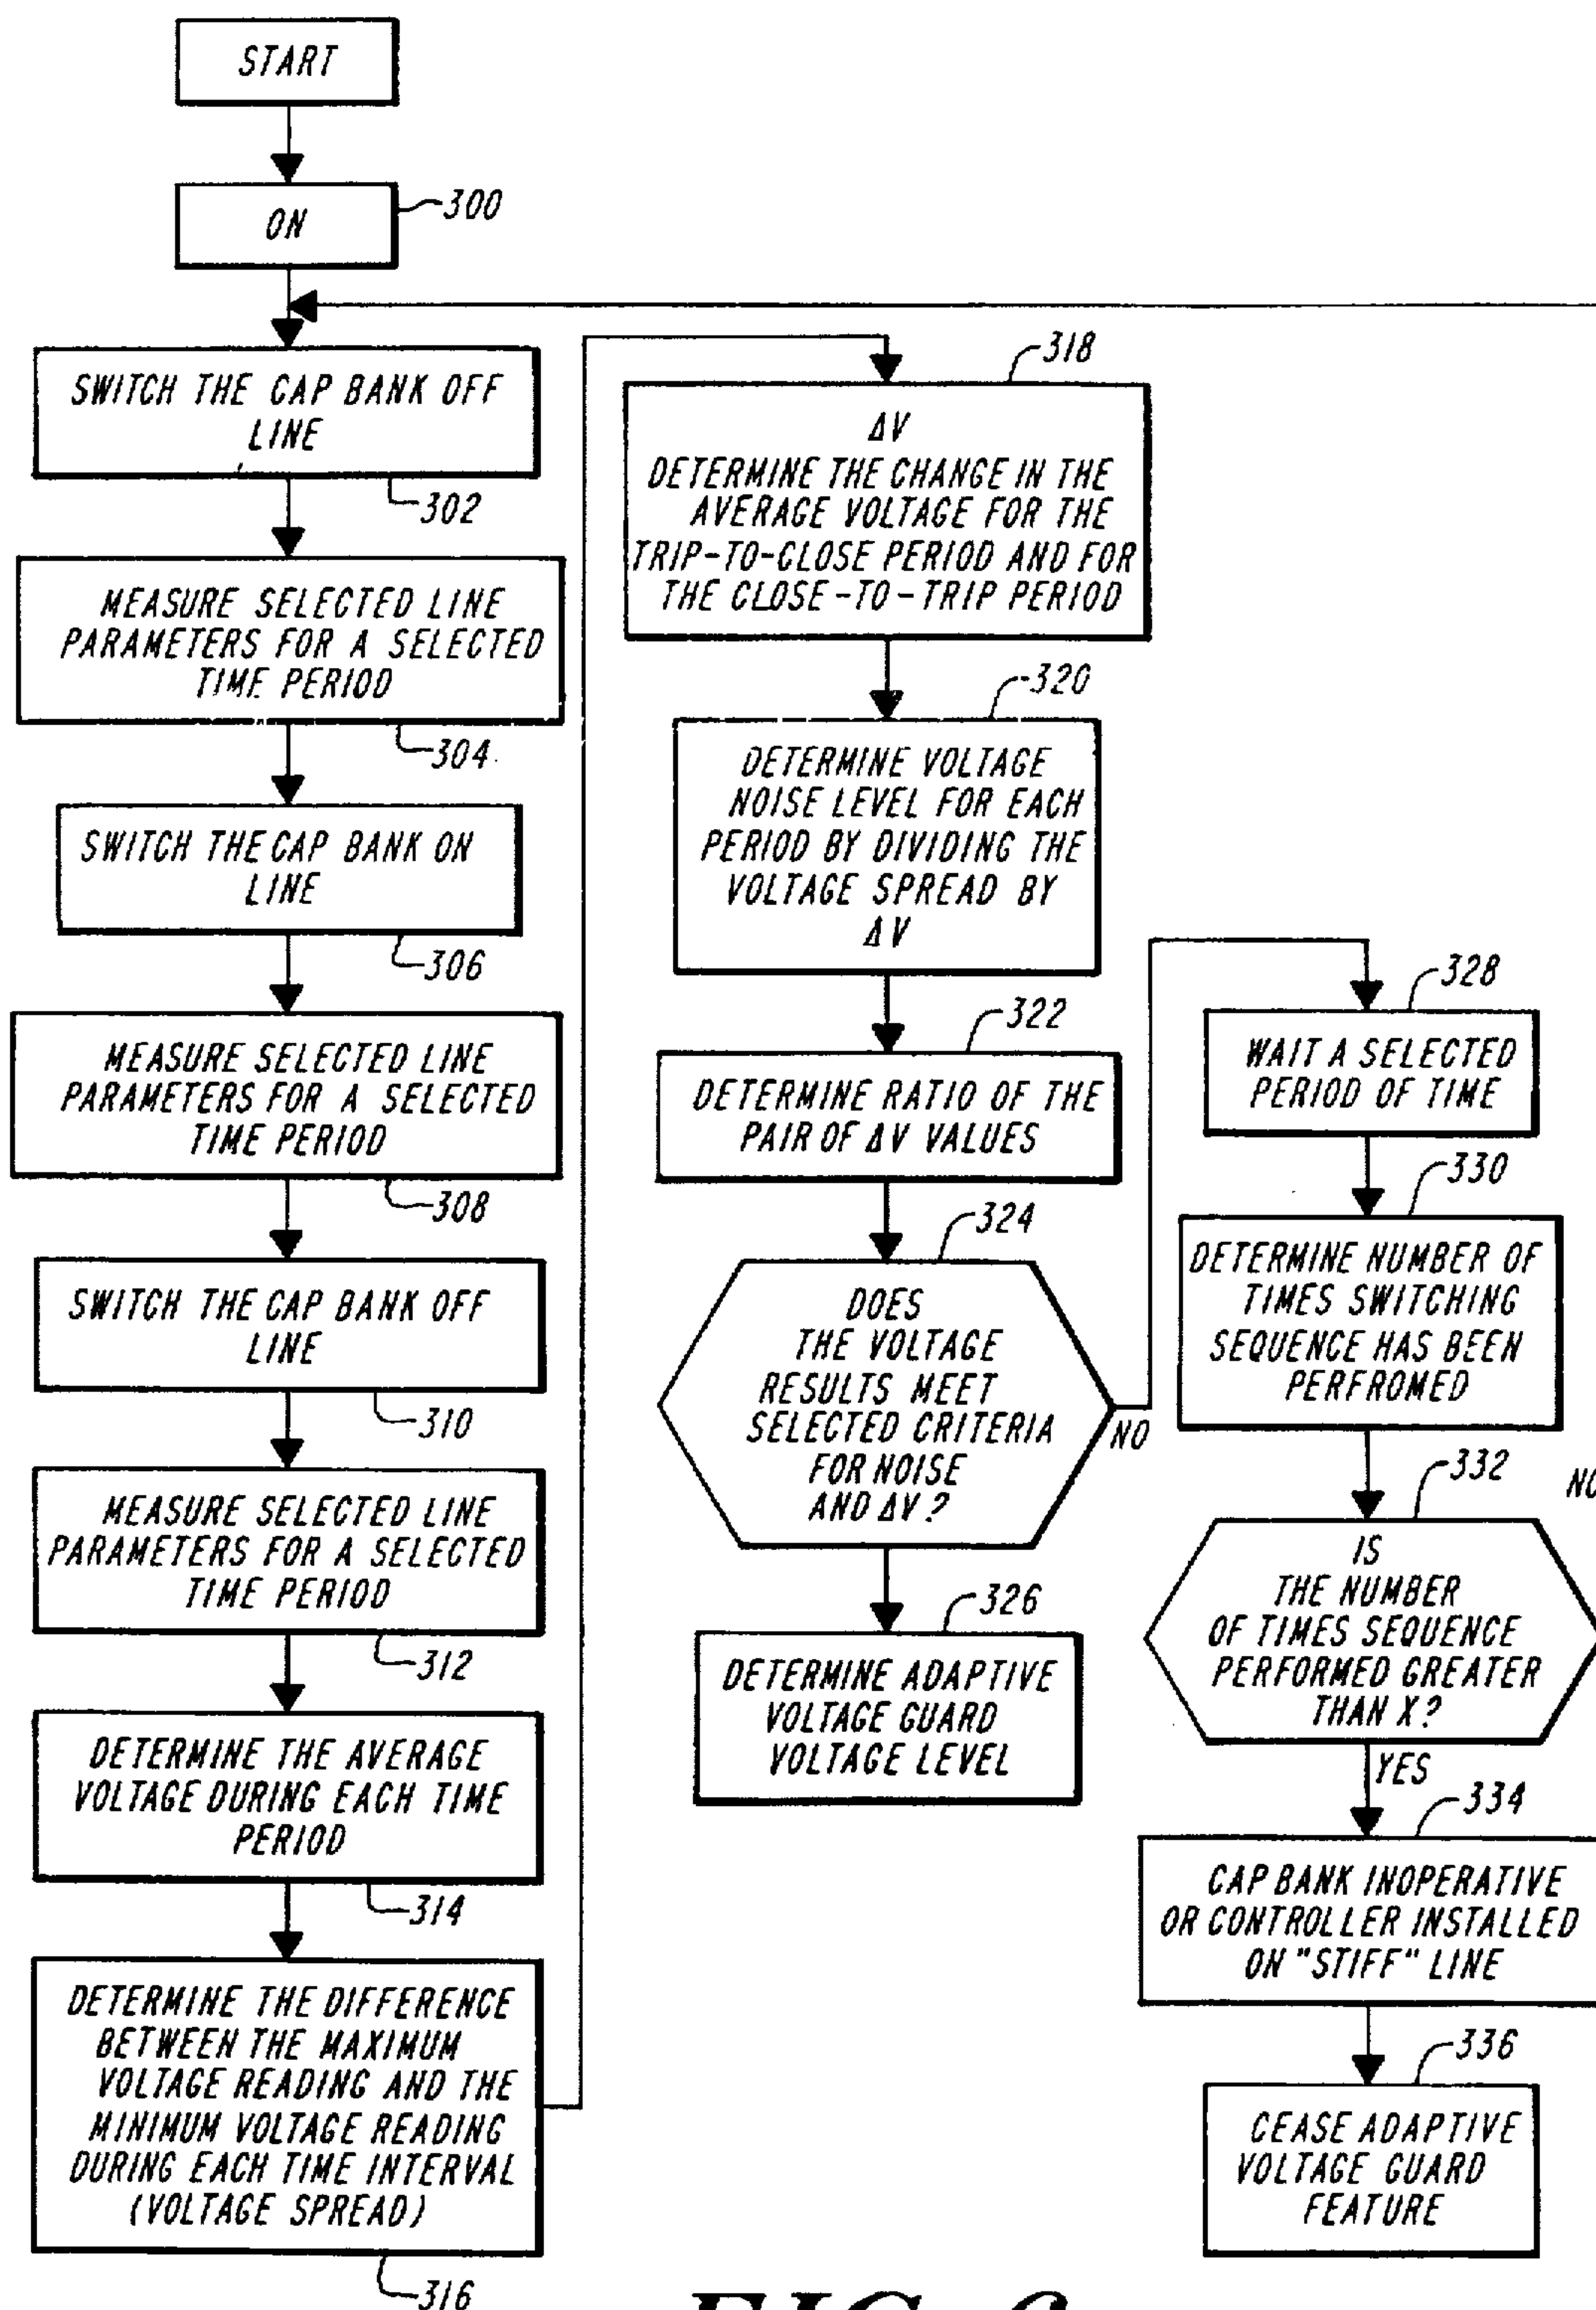 START
ON
300
SWITCH THE CAP BANK OFF
LINE
302
MEASURE SELECTED LINE
PARAMETERS FOR A SELECTED
TIME PERIOD
304
SWITCH THE CAP BANK ON
LINE
306
MEASURE SELECTED LINE
PARAMETERS FOR A SELECTED
TIME PERIOD
308
SWITCH THE CAP BANK OFF
LINE
310
MEASURE SELECTED LINE
PARAMETERS FOR A SELECTED
TIME PERIOD
312
DETERMINE THE AVERAGE
VOLTAGE DURING EACH TIME
PERIOD
314
DETERMINE THE DIFFERENCE
BETWEEN THE MAXIMUM
VOLTAGE READING AND THE
MINIMUM VOLTAGE READING
DURING EACH TIME INTERVAL
(VOLTAGE SPREAD)
316
318
ΔV
DETERMINE THE CHANGE IN THE
AVERAGE VOLTAGE FOR THE
TRIP-TO-CLOSE PERIOD AND FOR
THE CLOSE-TO-TRIP PERIOD
320
DETERMINE VOLTAGE
NOISE LEVEL FOR EACH
PERIOD BY DIVIDING THE
VOLTAGE SPREAD BY
ΔV
322
DETERMINE RATIO OF THE
PAIR OF ΔV VALUES
324
DOES
THE VOLTAGE
RESULTS MEET
SELECTED CRITERIA
FOR NOISE
AND ΔV?
NO
326
DETERMINE ADAPTIVE
VOLTAGE GUARD
VOLTAGE LEVEL
328
WAIT A SELECTED
PERIOD OF TIME
330
DETERMINE NUMBER OF
TIMES SWITCHING
SEQUENCE HAS BEEN
PERFROMED
332
NO
IS
THE NUMBER
OF TIMES SEQUENCE
PERFORMED GREATER
THAN X?
YES
334
CAP BANK INOPERATIVE
OR CONTROLLER INSTALLED
ON "STIFF" LINE
336
CEASE ADAPTIVE
VOLTAGE GUARD
FEATURE